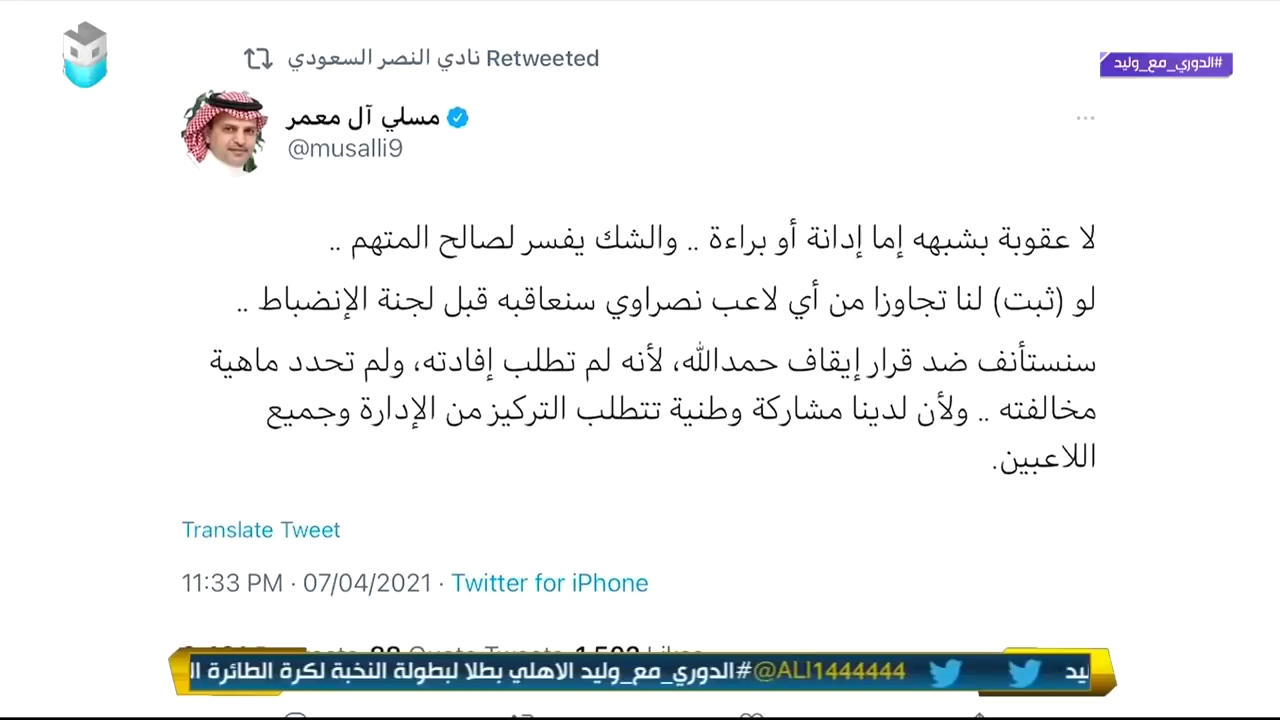 نادي النصر السعودي Retweeted
#الدوري_مع_وليد
مسلي آل معمر
@musalli9
لا عقوبة بشبهه إما إدانة أو براءة .. والشك يفسر لصالح المتهم ..
لو (ثبت) لنا تجاوزا من أي لاعب نصراوي سنعاقبه قبل لجنة الإنضباط ..
سنستأنف ضد قرار إيقاف حمدالله، لأنه لم تطلب إفادته، ولم تحدد ماهية
مخالفته .. ولأن لدينا مشاركة وطنية تتطلب التركيز من الإدارة وجميع
اللاعبين.
Translate Tweet
11:33 PM · 07/04/2021 · Twitter for iPhone
@ALI1444444 #الدوري_مع_وليد الاهلي بطلا لبطولة النخبة لكرة الطائرة